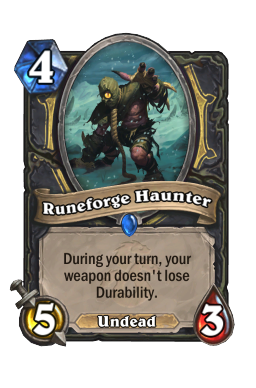 4
Runeforge Haunter
During your turn, your
weapon doesn't lose
Durability.
5
Undead
3